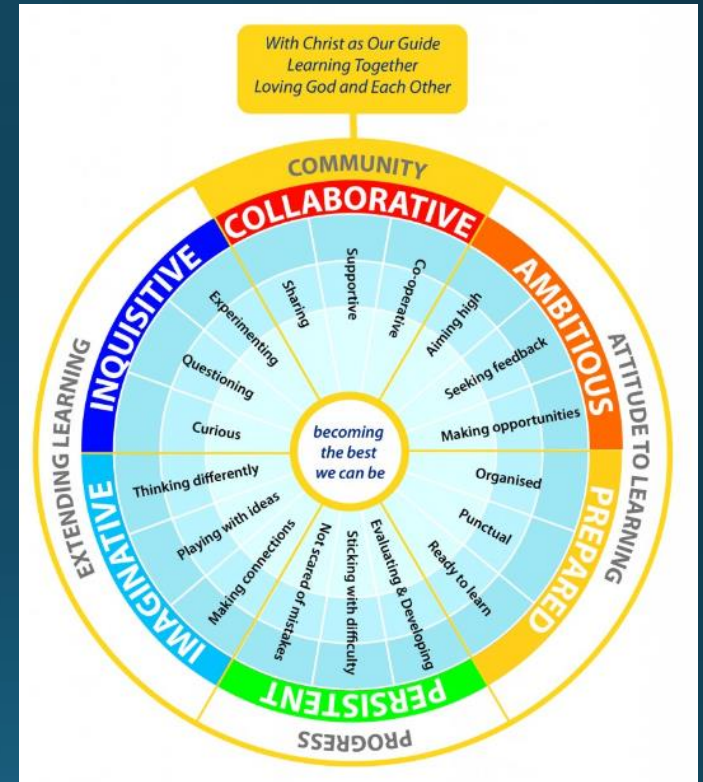 With Christ as Our Guide
Learning Together
Loving God and Each Other
COMMUNITY
COLLABORATIVE
Sharing
Supportive
Co-operative
ATTITUDE TO LEARNING
AMBITIOUS
Aiming high
Seeking feedback
Making opportunities
PREPARED
Organised
Punctual
Ready to learn
PROGRESS
PERSISTENT
Evaluating & Developing
Sticking with difficulty
Not scared of mistakes
EXTENDING LEARNING
IMAGINATIVE
Making connections
Playing with ideas
Thinking differently
INQUISITIVE
Curious
Questioning
Experimenting
becoming
the best
we can be